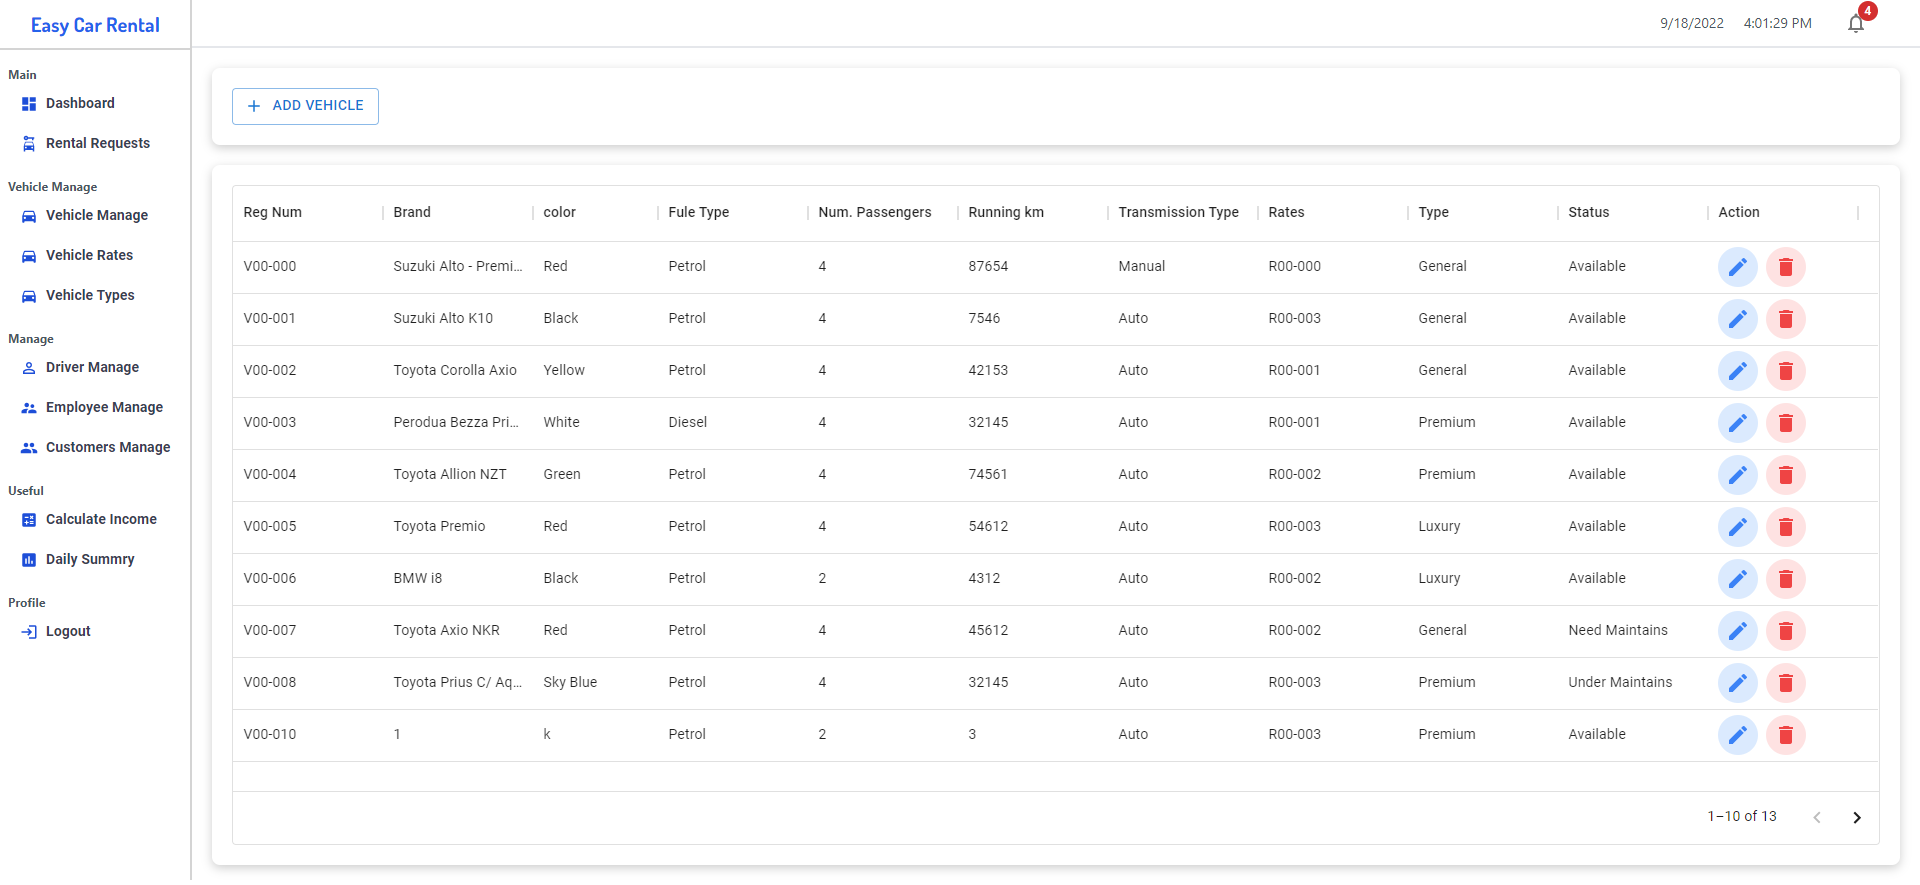 Easy Car Rental
9/18/2022 4:01:29 PM 4
Main
Dashboard
Rental Requests
Vehicle Manage
Vehicle Manage
Vehicle Rates
Vehicle Types
Manage
Driver Manage
Employee Manage
Customers Manage
Useful
Calculate Income
Daily Summry
Profile
Logout
ADD VEHICLE
Reg Num Brand color Fule Type Num. Passengers Running km Transmission Type Rates Type Status Action
V00-000 Suzuki Alto - Premi... Red Petrol 4 87654 Manual R00-000 General Available
V00-001 Suzuki Alto K10 Black Petrol 4 7546 Auto R00-003 General Available
V00-002 Toyota Corolla Axio Yellow Petrol 4 42153 Auto R00-001 General Available
V00-003 Perodua Bezza Pri... White Diesel 4 32145 Auto R00-001 Premium Available
V00-004 Toyota Allion NZT Green Petrol 4 74561 Auto R00-002 Premium Available
V00-005 Toyota Premio Red Petrol 4 54612 Auto R00-003 Luxury Available
V00-006 BMW i8 Black Petrol 2 4312 Auto R00-002 Luxury Available
V00-007 Toyota Axio NKR Red Petrol 4 45612 Auto R00-002 General Need Maintains
V00-008 Toyota Prius C/ Aq... Sky Blue Petrol 4 32145 Auto R00-003 Premium Under Maintains
V00-010 1 k Petrol 2 3 Auto R00-003 Premium Available
1–10 of 13